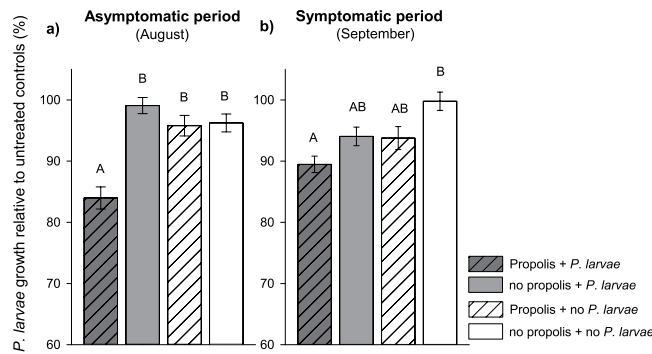 Asymptomatic period
(August)
Symptomatic period
(September)
a)
b)
P. larvae growth relative to untreated controls (%)
100
90
80
70
60
A
B
B
B
100
90
80
70
60
A
AB
AB
B
Propolis + P. larvae
no propolis + P. larvae
Propolis + no P. larvae
no propolis + no P. larvae